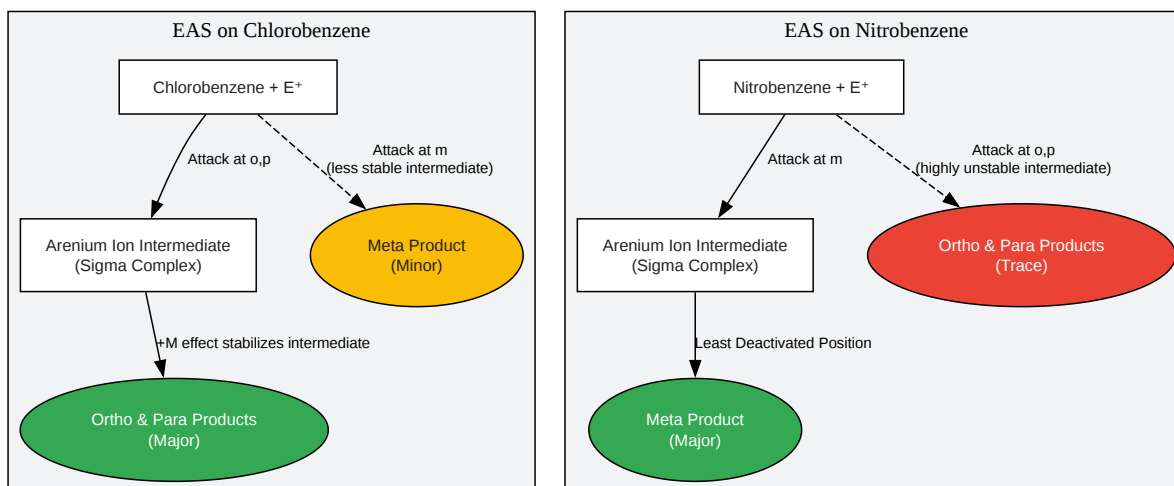 EAS on Chlorobenzene
Chlorobenzene + E⁺
Attack at o,p
Attack at m
(less stable intermediate)
Arenium Ion Intermediate
(Sigma Complex)
Meta Product
(Minor)
+M effect stabilizes intermediate
Ortho & Para Products
(Major)
EAS on Nitrobenzene
Nitrobenzene + E⁺
Attack at m
Attack at o,p
(highly unstable intermediate)
Arenium Ion Intermediate
(Sigma Complex)
Ortho & Para Products
(Trace)
Least Deactivated Position
Meta Product
(Major)